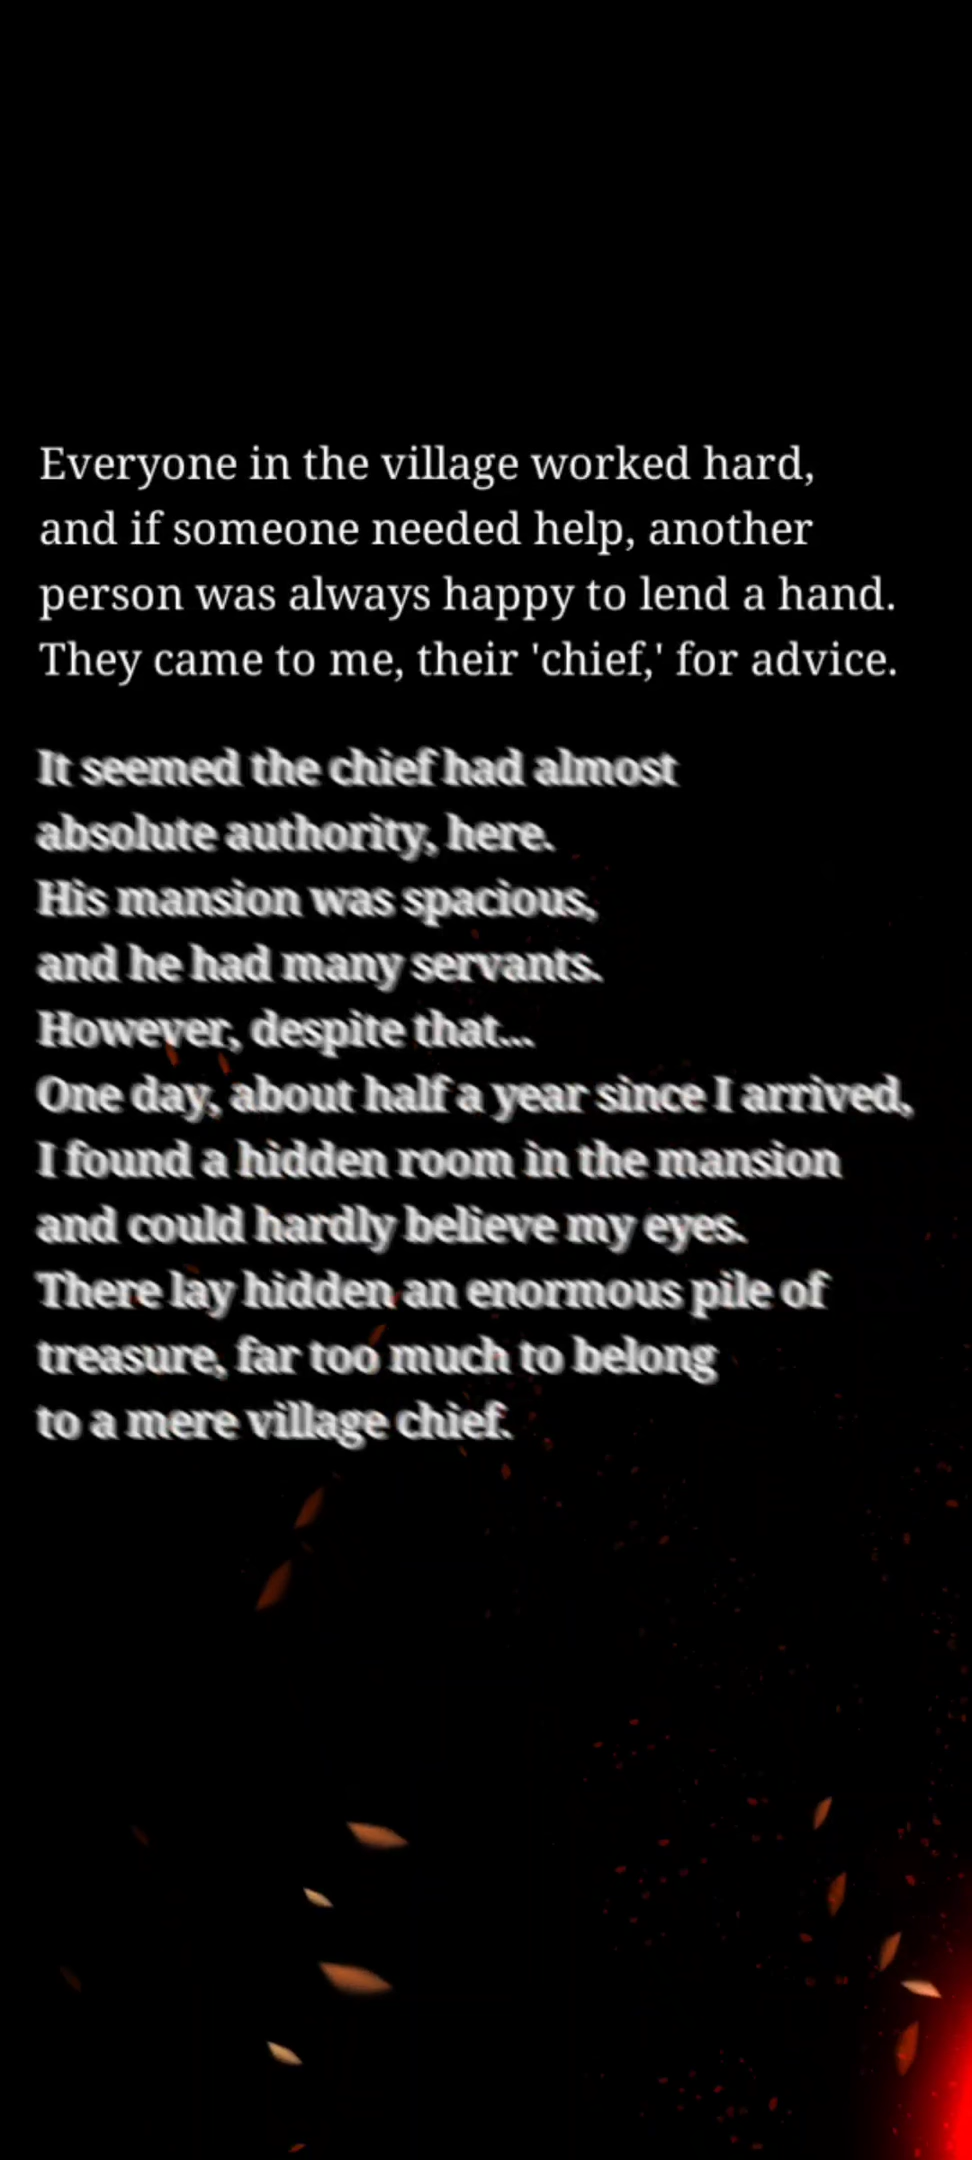 Everyone in the village worked hard,
and if someone needed help, another
person was always happy to lend a hand.
They came to me, their 'chief,' for advice.
It seemed the chief had almost
absolute authority, here.
His mansion was spacious,
and he had many servants.
However, despite that...
One day, about half a year since I arrived,
I found a hidden room in the mansion
and could hardly believe my eyes.
There lay hidden an enormous pile of
treasure, far too much to belong
to a mere village chief.